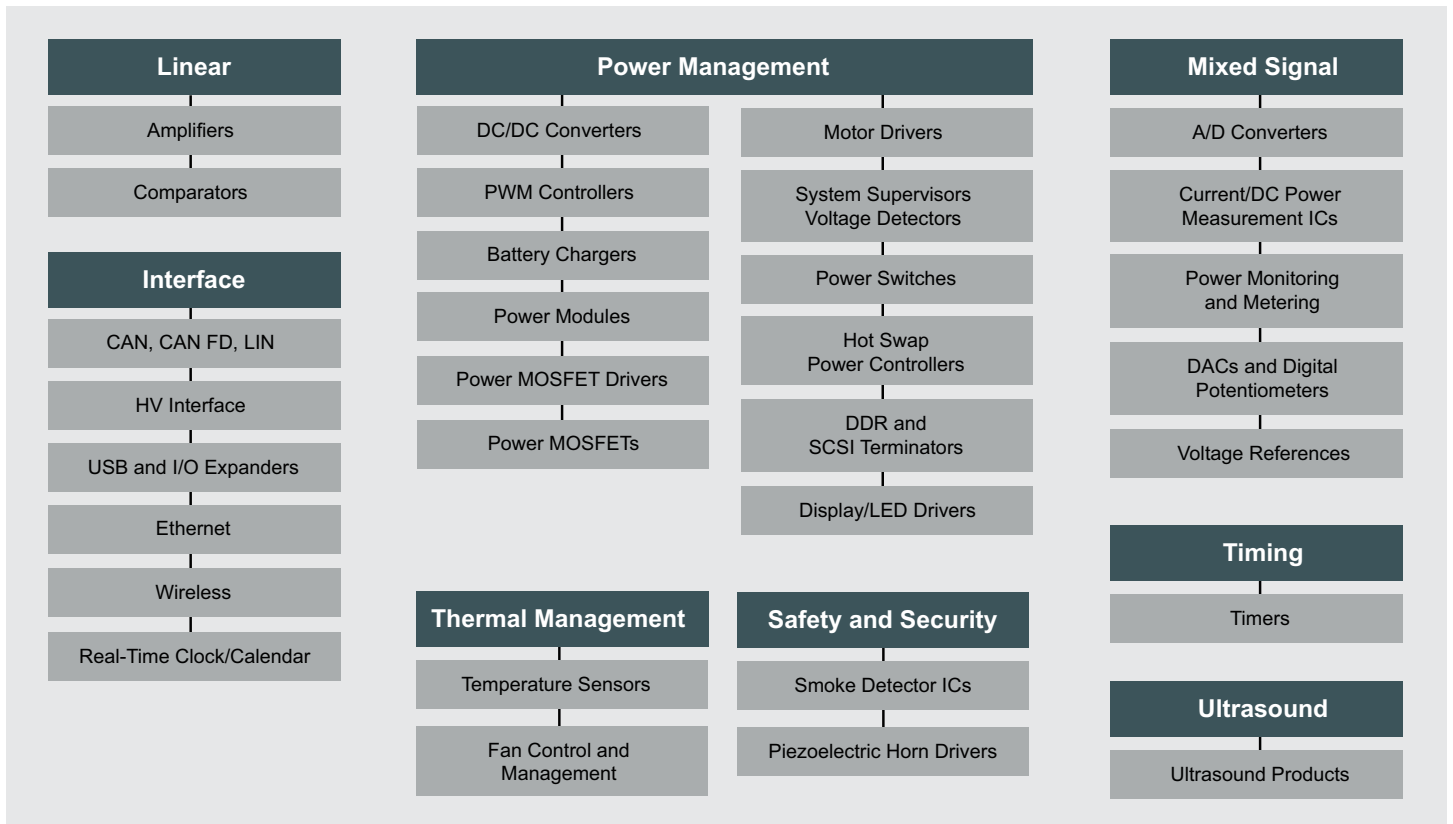 Linear
Amplifiers
Comparators
Interface
CAN, CAN FD, LIN
HV Interface
USB and I/O Expanders
Ethernet
Wireless
Real-Time Clock/Calendar
Power Management
DC/DC Converters
PWM Controllers
Battery Chargers
Power Modules
Power MOSFET Drivers
Power MOSFETs
Motor Drivers
System Supervisors
Voltage Detectors
Power Switches
Hot Swap
Power Controllers
DDR and
SCSI Terminators
Display/LED Drivers
Thermal Management
Temperature Sensors
Fan Control and
Management
Safety and Security
Smoke Detector ICs
Piezoelectric Horn Drivers
Mixed Signal
A/D Converters
Current/DC Power
Measurement ICs
Power Monitoring
and Metering
DACs and Digital
Potentiometers
Voltage References
Timing
Timers
Ultrasound
Ultrasound Products